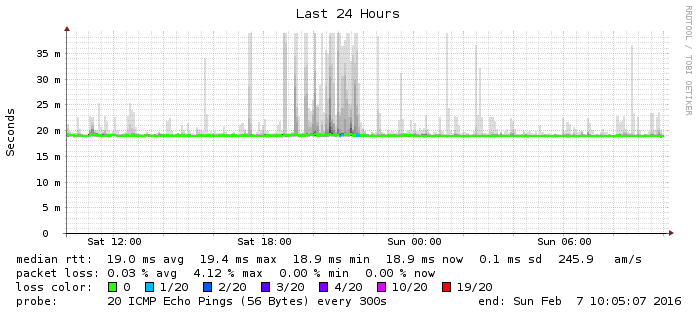 Last 24 Hours
RRDTOOL / TOBI OETIKER
Seconds
35 m
30 m
25 m
20 m
15 m
10 m
5 m
0
Sat 12:00 Sat 18:00 Sun 00:00 Sun 06:00
median rtt: 19.0 ms avg 19.4 ms max 18.9 ms min 18.9 ms now 0.1 ms sd 245.9 am/s
packet loss: 0.03 % avg 4.12 % max 0.00 % min 0.00 % now
loss color: 0 1/20 2/20 3/20 4/20 10/20 19/20
probe: 20 ICMP Echo Pings (56 Bytes) every 300s end: Sun Feb 7 10:05:07 2016